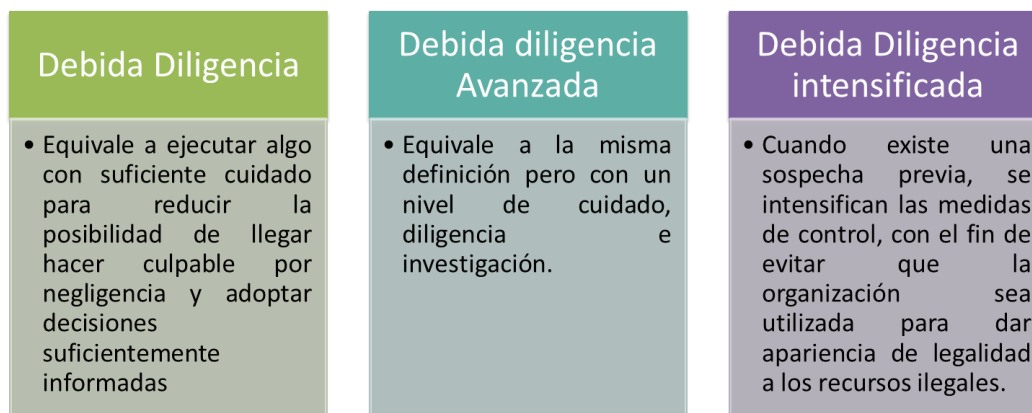 Debida Diligencia
• Equivale a ejecutar algo
con suficiente cuidado
para reducir la
posibilidad de llegar
hacer culpable por
negligencia y adoptar
decisiones
suficientemente
informadas
Debida diligencia
Avanzada
• Equivale a la misma
definición pero con un
nivel de cuidado,
diligencia e
investigación.
Debida Diligencia
intensificada
• Cuando existe una
sospecha previa, se
intensifican las medidas
de control, con el fin de
evitar que la
organización sea
utilizada para dar
apariencia de legalidad
a los recursos ilegales.